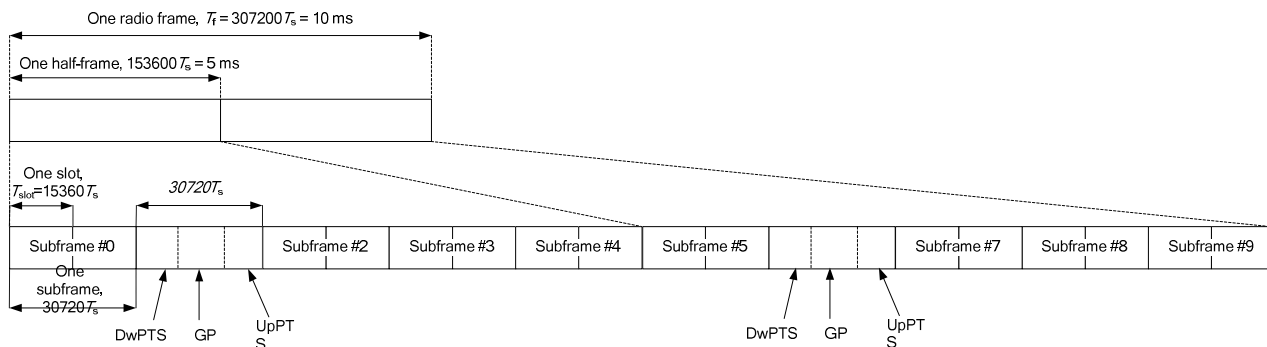 One radio frame, Tf = 307200Ts = 10 ms
One half-frame, 153600Ts = 5 ms
One slot,
Tslot=15360Ts
30720Ts
Subframe #0
Subframe #2
Subframe #3
Subframe #4
Subframe #5
Subframe #7
Subframe #8
Subframe #9
One
subframe,
30720Ts
DwPTS
GP
UpPT
S
DwPTS
GP
UpPT
S